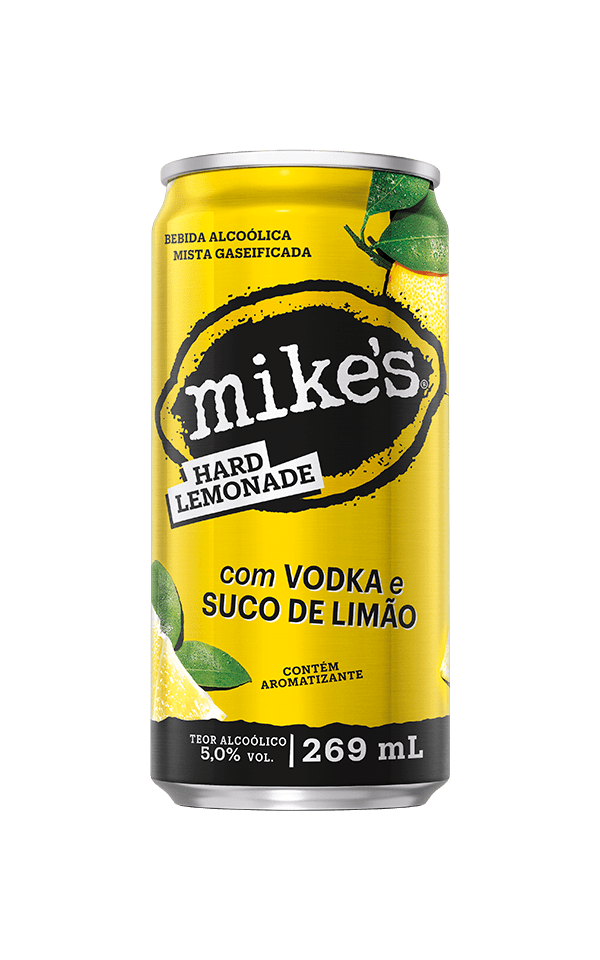 BEBIDA ALCOÓLICA
MISTA GASEIFICADA
mike's®
HARD
LEMONADE
com VODKA e
SUCO DE LIMÃO
CONTÉM
AROMATIZANTE
TEOR ALCOÓLICO
5,0% VOL.
269 mL